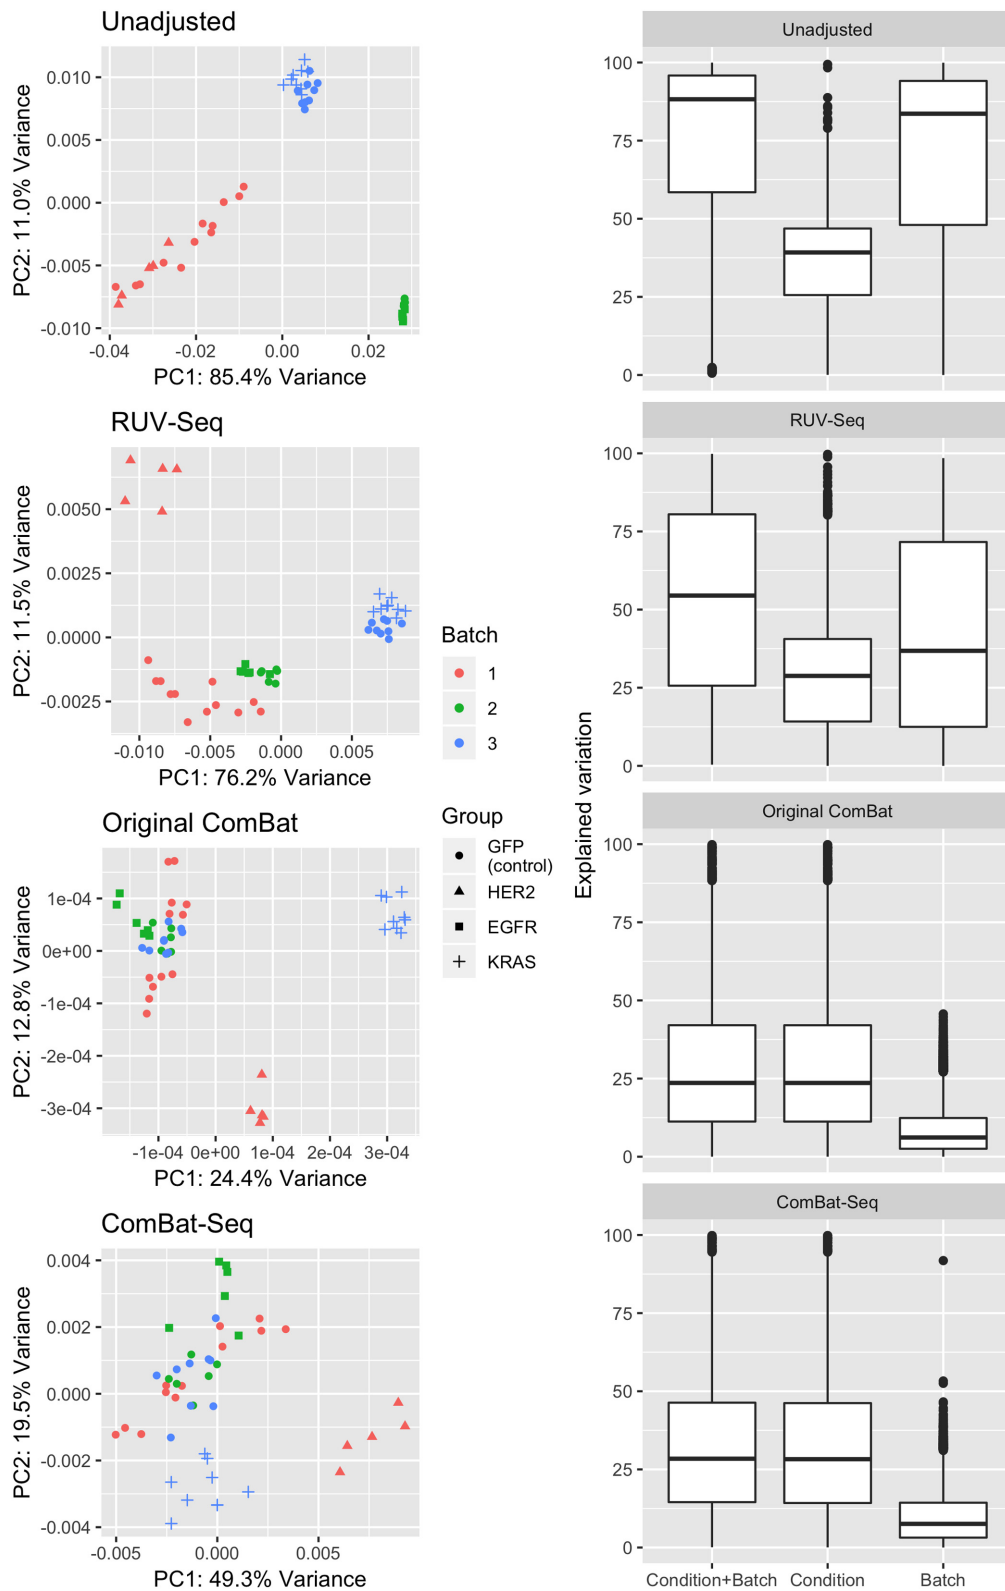 Unadjusted
PC2: 11.0% Variance
0.010
0.005
0.000
-0.005
-0.010
-0.04
-0.02
0.00
0.02
PC1: 85.4% Variance
RUV-Seq
PC2: 11.5% Variance
0.0050
0.0025
0.0000
-0.0025
-0.010
-0.005
0.000
0.005
PC1: 76.2% Variance
Original ComBat
PC2: 12.8% Variance
1e-04
0e+00
-1e-04
-2e-04
-3e-04
-1e-04
0e+00
1e-04
2e-04
3e-04
PC1: 24.4% Variance
ComBat-Seq
PC2: 19.5% Variance
0.004
0.002
0.000
-0.002
-0.004
-0.005
0.000
0.005
PC1: 49.3% Variance
Batch
1
2
3
Group
GFP
(control)
HER2
EGFR
KRAS
Explained variation
Unadjusted
100
75
50
25
0
RUV-Seq
100
75
50
25
0
Original ComBat
100
75
50
25
0
ComBat-Seq
100
75
50
25
0
Condition+Batch
Condition
Batch